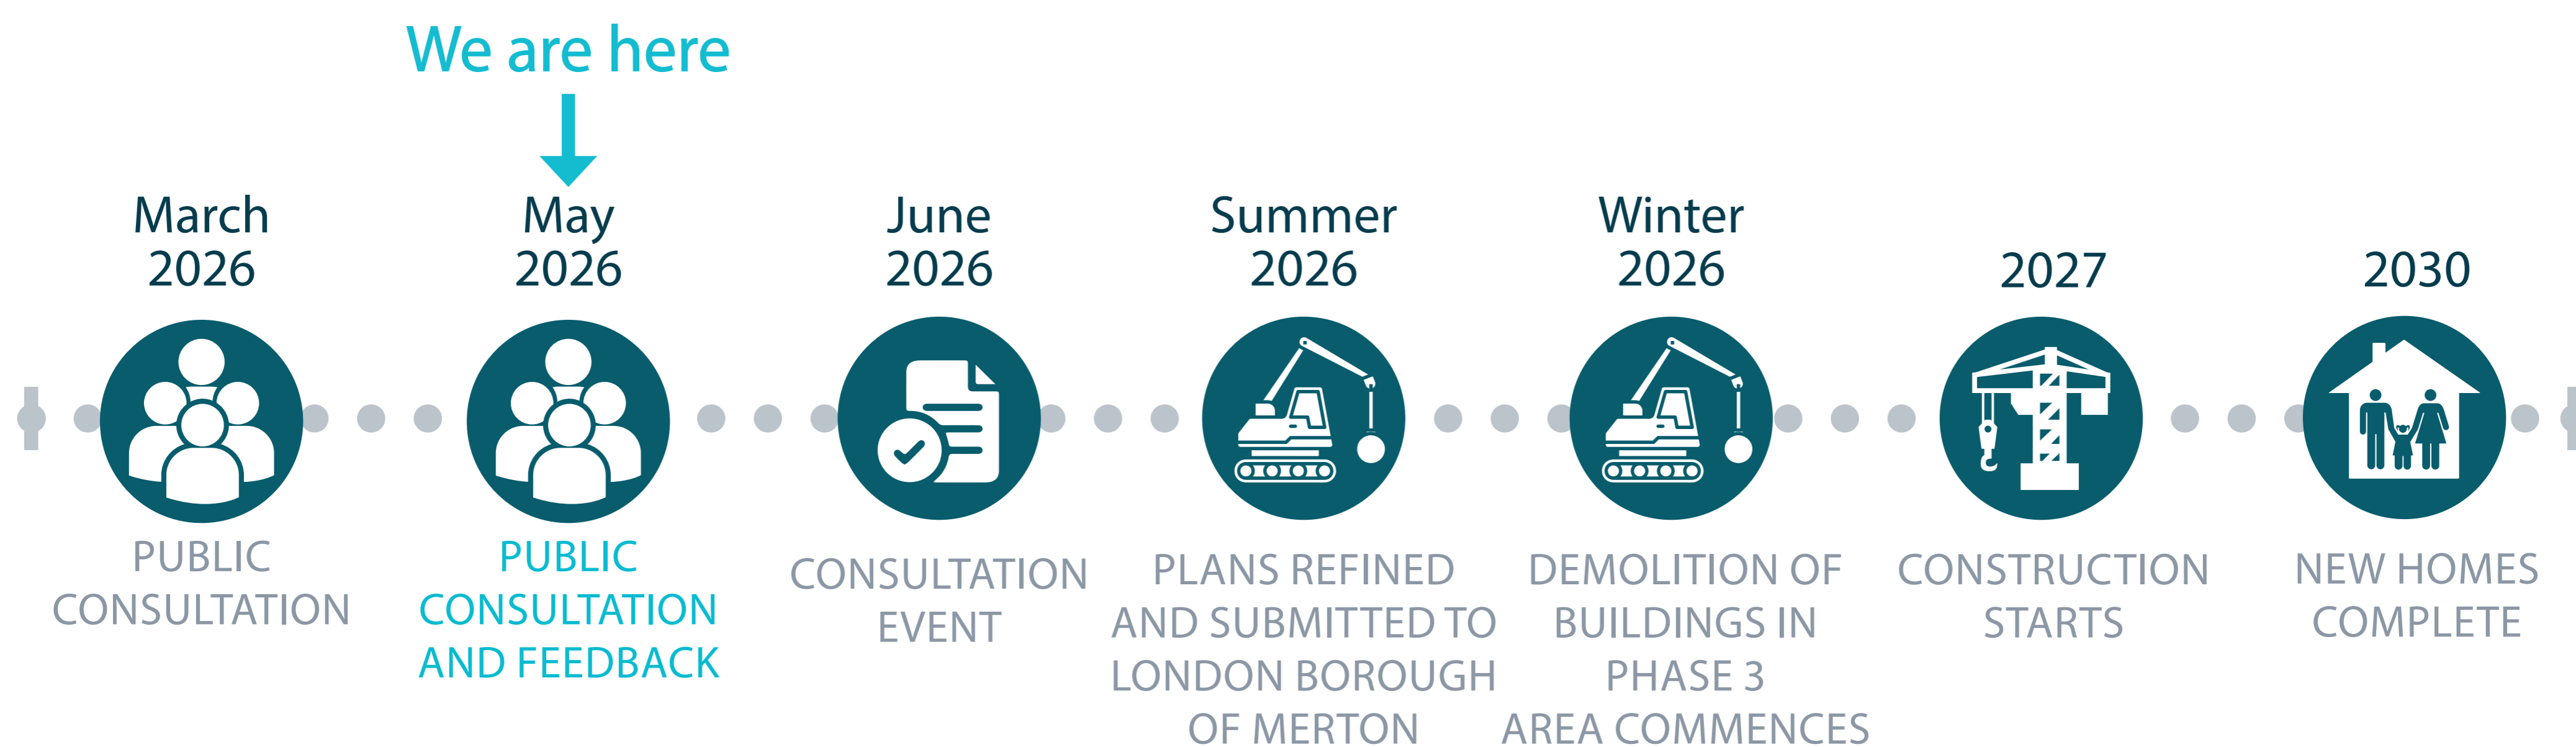 We are here
March
2026
PUBLIC
CONSULTATION
May
2026
PUBLIC
CONSULTATION
AND FEEDBACK
June
2026
CONSULTATION
EVENT
Summer
2026
PLANS REFINED
AND SUBMITTED TO
LONDON BOROUGH
OF MERTON
Winter
2026
DEMOLITION OF
BUILDINGS IN
PHASE 3
AREA COMMENCES
2027
CONSTRUCTION
STARTS
2030
NEW HOMES
COMPLETE